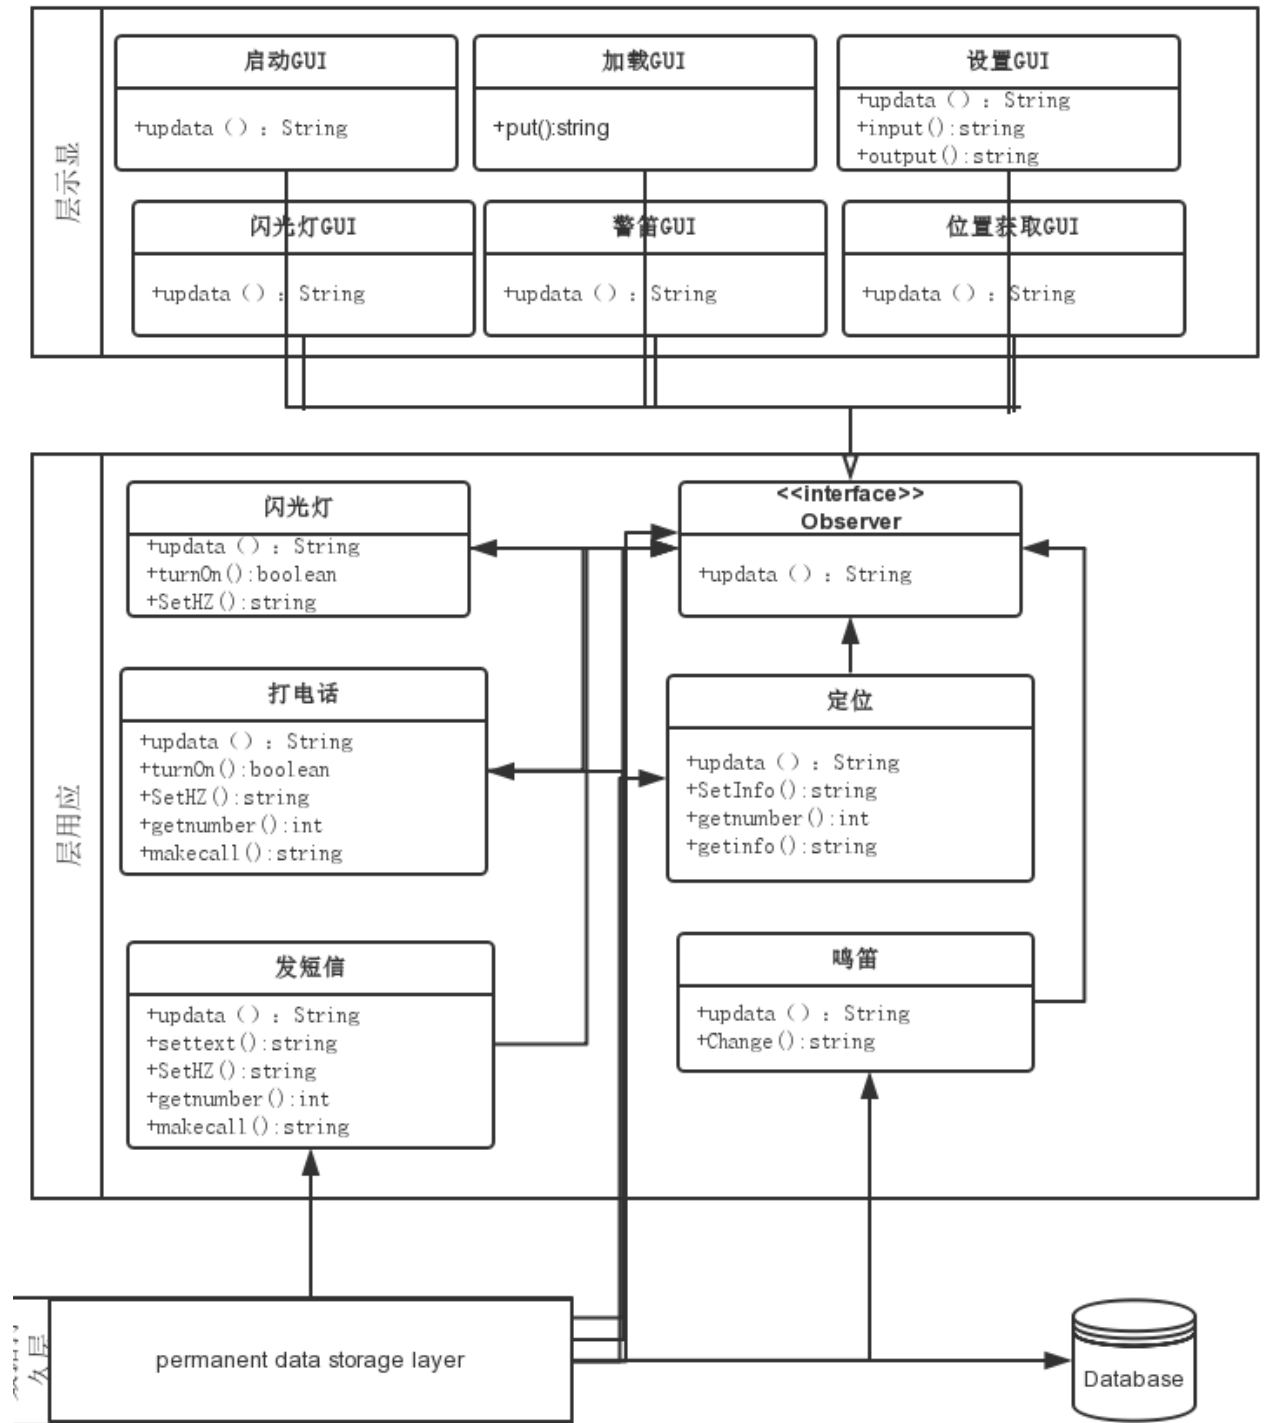 层示显
启动GUI
+updata（）：String
加载GUI
+put():string
设置GUI
+updata（）：String
+input():string
+output():string
闪光灯GUI
+updata（）：String
警笛GUI
+updata（）：String
位置获取GUI
+updata（）：String
层用应
闪光灯
+updata（）：String
+turnOn():boolean
+SetHZ():string
<<interface>>
Observer
+updata（）：String
打电话
+updata（）：String
+turnOn():boolean
+SetHZ():string
+getnumber():int
+makecall():string
定位
+updata（）：String
+SetInfo():string
+getnumber():int
+getinfo():string
发短信
+updata（）：String
+settext():string
+SetHZ():string
+getnumber():int
+makecall():string
鸣笛
+updata（）：String
+Change():string
久层
permanent data storage layer
Database